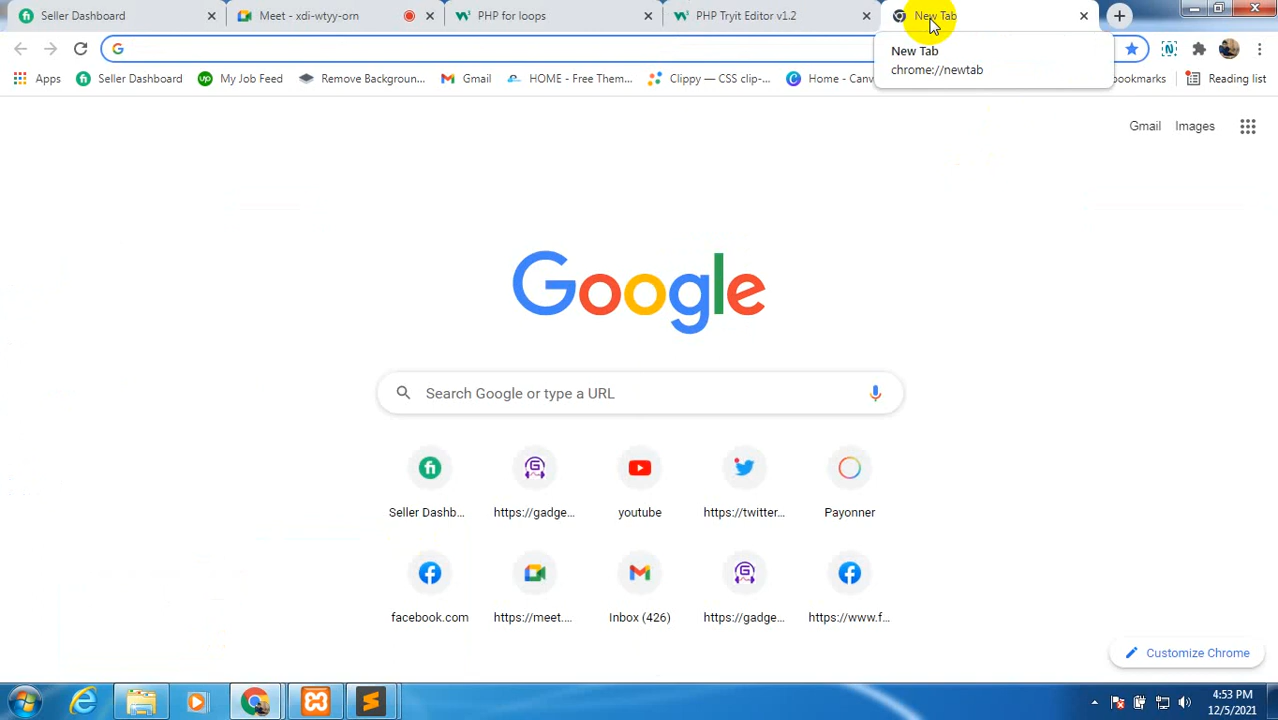 Seller Dashboard
Meet - xdi-wtyy-orn
PHP for loops
PHP Tryit Editor v1.2
New Tab
New Tab
chrome://newtab
Apps
Seller Dashboard
My Job Feed
Remove Backgroun...
Gmail
HOME - Free Them...
Clippy — CSS clip-...
Home - Canv
bookmarks
Reading list
Gmail
Images
Google
Search Google or type a URL
Seller Dashb...
https://gadge...
youtube
https://twitter...
Payonner
facebook.com
https://meet....
Inbox (426)
https://gadge...
https://www.f...
Customize Chrome
4:53 PM
12/5/2021